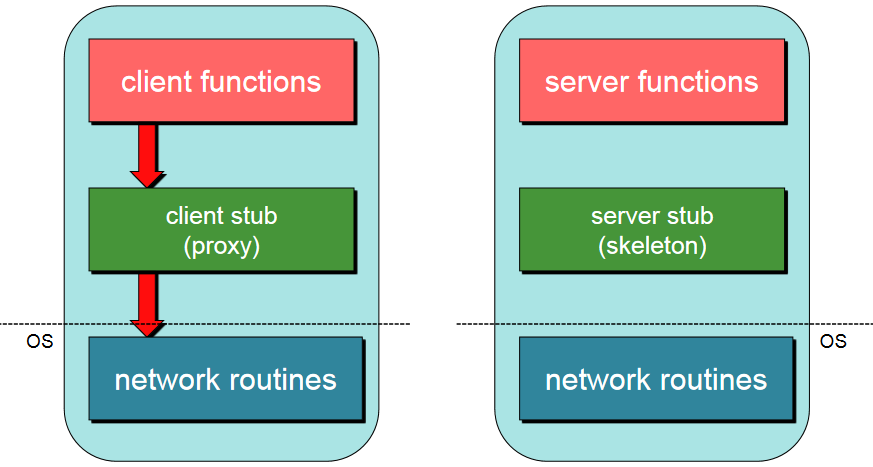 client functions
client stub
(proxy)
OS
network routines
server functions
server stub
(skeleton)
OS
network routines